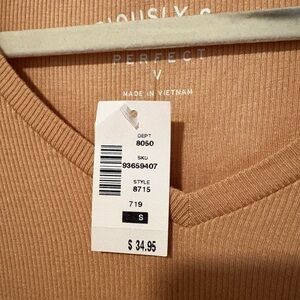 PERFECT
V
MADE IN VIETNAM
DEPT
8050
SKU
93659407
STYLE
8715
719
S
$ 34.95